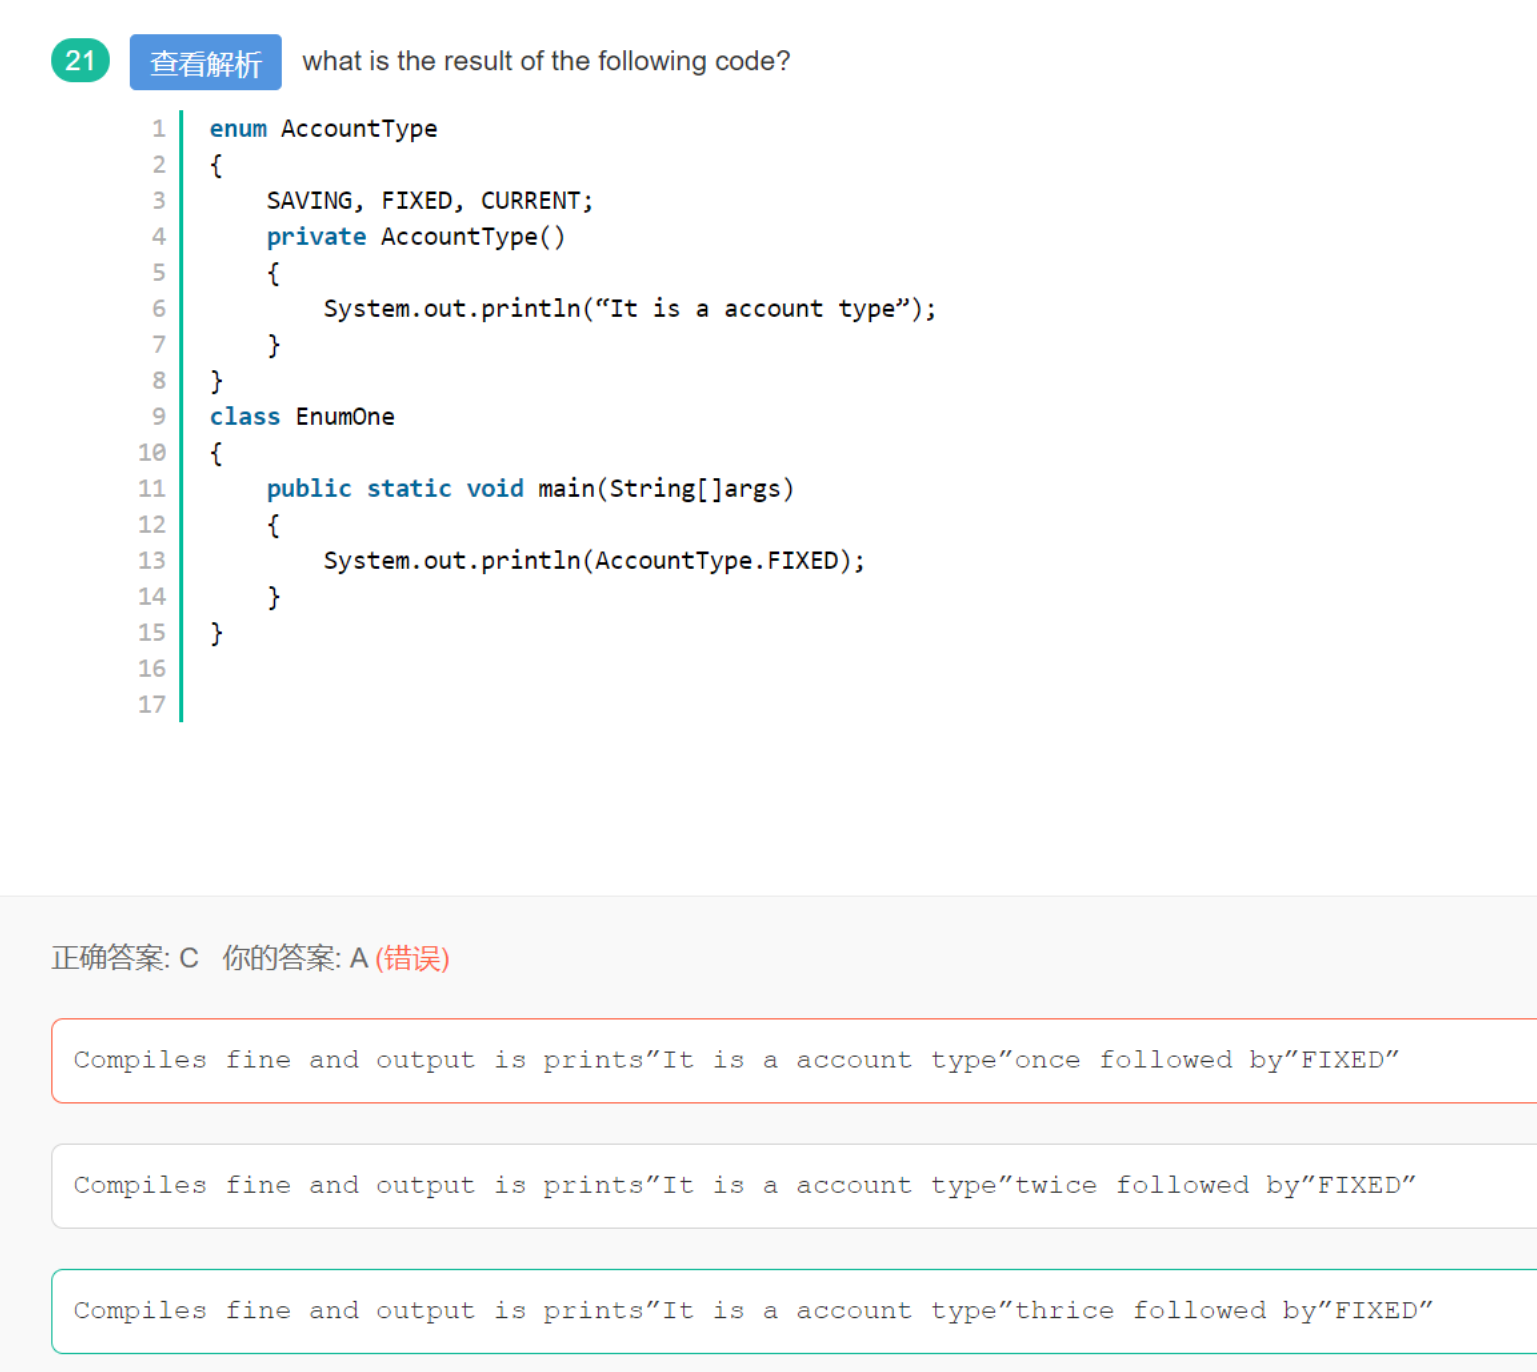 21 查看解析 what is the result of the following code?
1 enum AccountType
2 {
3     SAVING, FIXED, CURRENT;
4     private AccountType()
5     {
6         System.out.println(“It is a account type”);
7     }
8 }
9 class EnumOne
10 {
11     public static void main(String[]args)
12     {
13         System.out.println(AccountType.FIXED);
14     }
15 }
16
17
正确答案: C 你的答案: A (错误)
Compiles fine and output is prints”It is a account type”once followed by”FIXED”
Compiles fine and output is prints”It is a account type”twice followed by”FIXED”
Compiles fine and output is prints”It is a account type”thrice followed by”FIXED”